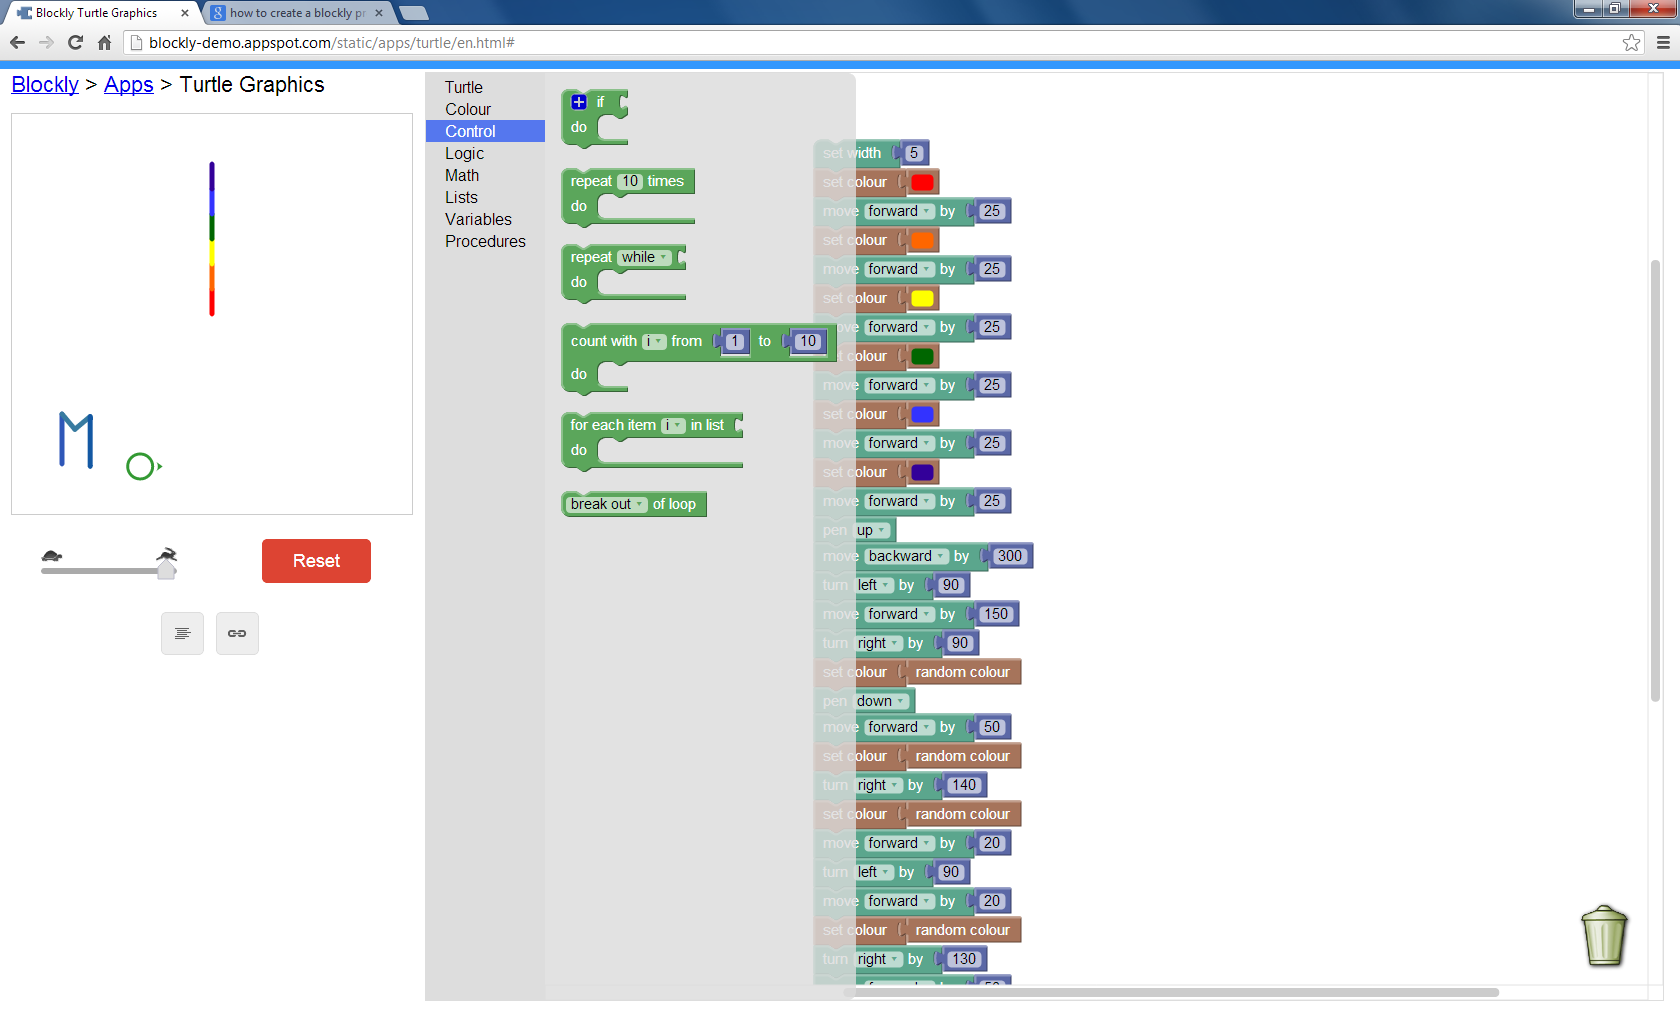 Blockly Turtle Graphics
how to create a blockly pr
blockly-demo.appspot.com/static/apps/turtle/en.html#
Blockly > Apps > Turtle Graphics
Reset
Turtle
Colour
Control
Logic
Math
Lists
Variables
Procedures
if
do
repeat 10 times
do
repeat while
do
count with i from 1 to 10
do
for each item i in list
do
break out of loop
set width 5
set colour
move forward by 25
set colour
move forward by 25
set colour
move forward by 25
set colour
move forward by 25
set colour
move forward by 25
set colour
move forward by 25
pen up
move backward by 300
turn left by 90
move forward by 150
turn right by 90
set colour random colour
pen down
move forward by 50
set colour random colour
turn right by 140
set colour random colour
move forward by 20
turn left by 90
move forward by 20
set colour random colour
turn right by 130